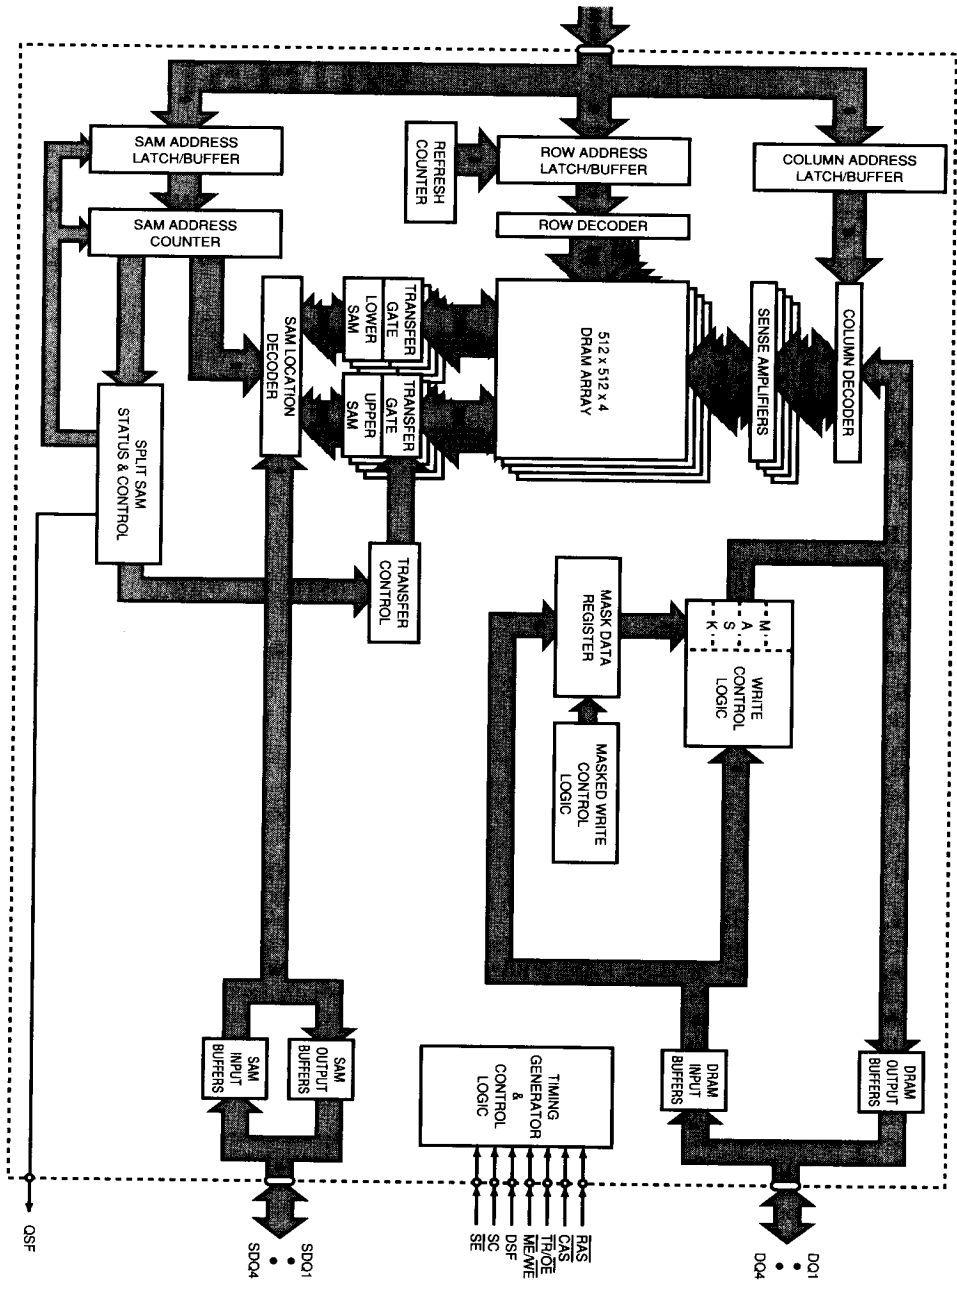 SAM ADDRESS
LATCH/BUFFER
REFRESH
COUNTER
ROW ADDRESS
LATCH/BUFFER
COLUMN ADDRESS
LATCH/BUFFER
SAM ADDRESS
COUNTER
ROW DECODER
SAM LOCATION
DECODER
TRANSFER
GATE
LOWER
SAM
TRANSFER
GATE
UPPER
SAM
512 x 512 x 4
DRAM ARRAY
SENSE AMPLIFIERS
COLUMN DECODER
SPLIT SAM
STATUS & CONTROL
TRANSFER
CONTROL
MASK DATA
REGISTER
M
A
S
K
WRITE
CONTROL
LOGIC
MASKED WRITE
CONTROL
LOGIC
SAM
INPUT
BUFFERS
SAM
OUTPUT
BUFFERS
TIMING
GENERATOR
&
CONTROL
LOGIC
DRAM
INPUT
BUFFERS
DRAM
OUTPUT
BUFFERS
QSF
SDQ1
SDQ4
RAS
CAS
TR/OE
ME/WE
DSF
SC
SE
DQ1
DQ4